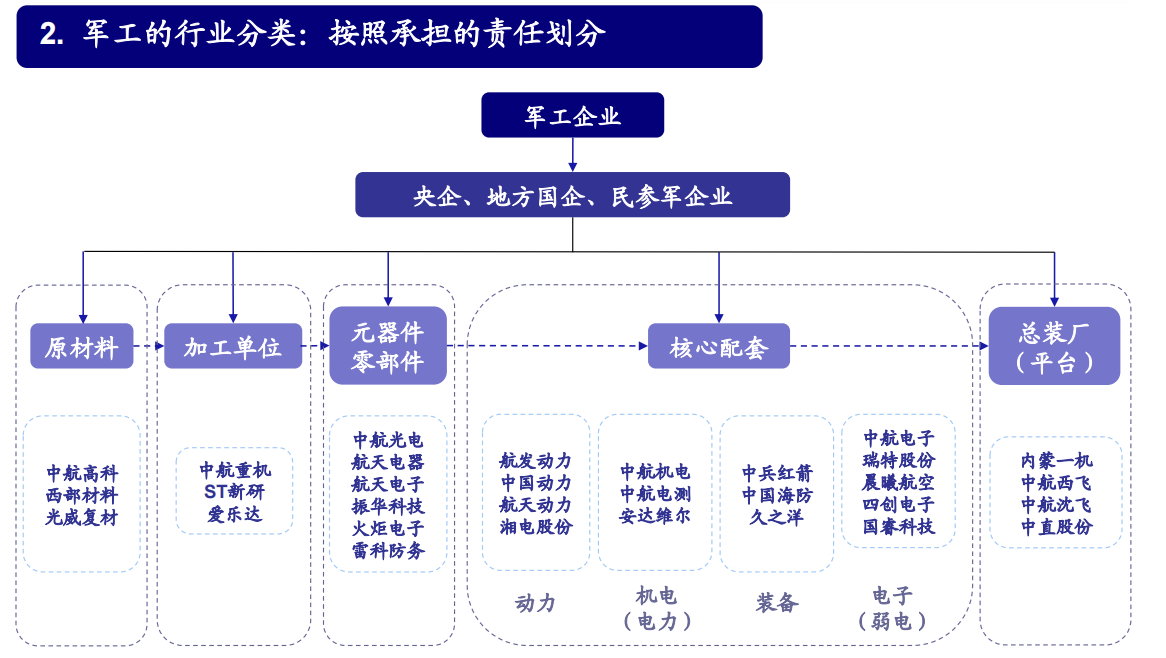 2. 军工的行业分类：按照承担的责任划分
军工企业
央企、地方国企、民参军企业
原材料
加工单位
元器件
零部件
核心配套
总装厂
（平台）
中航高科
西部材料
光威复材
中航重机
ST新研
爱乐达
中航光电
航天电器
航天电子
振华科技
火炬电子
雷科防务
航发动力
中国动力
航天动力
湘电股份
中航机电
中航电测
安达维尔
中兵红箭
中国海防
久之洋
中航电子
瑞特股份
晨曦航空
四创电子
国睿科技
内蒙一机
中航西飞
中航沈飞
中直股份
动力
机电
（电力）
装备
电子
（弱电）